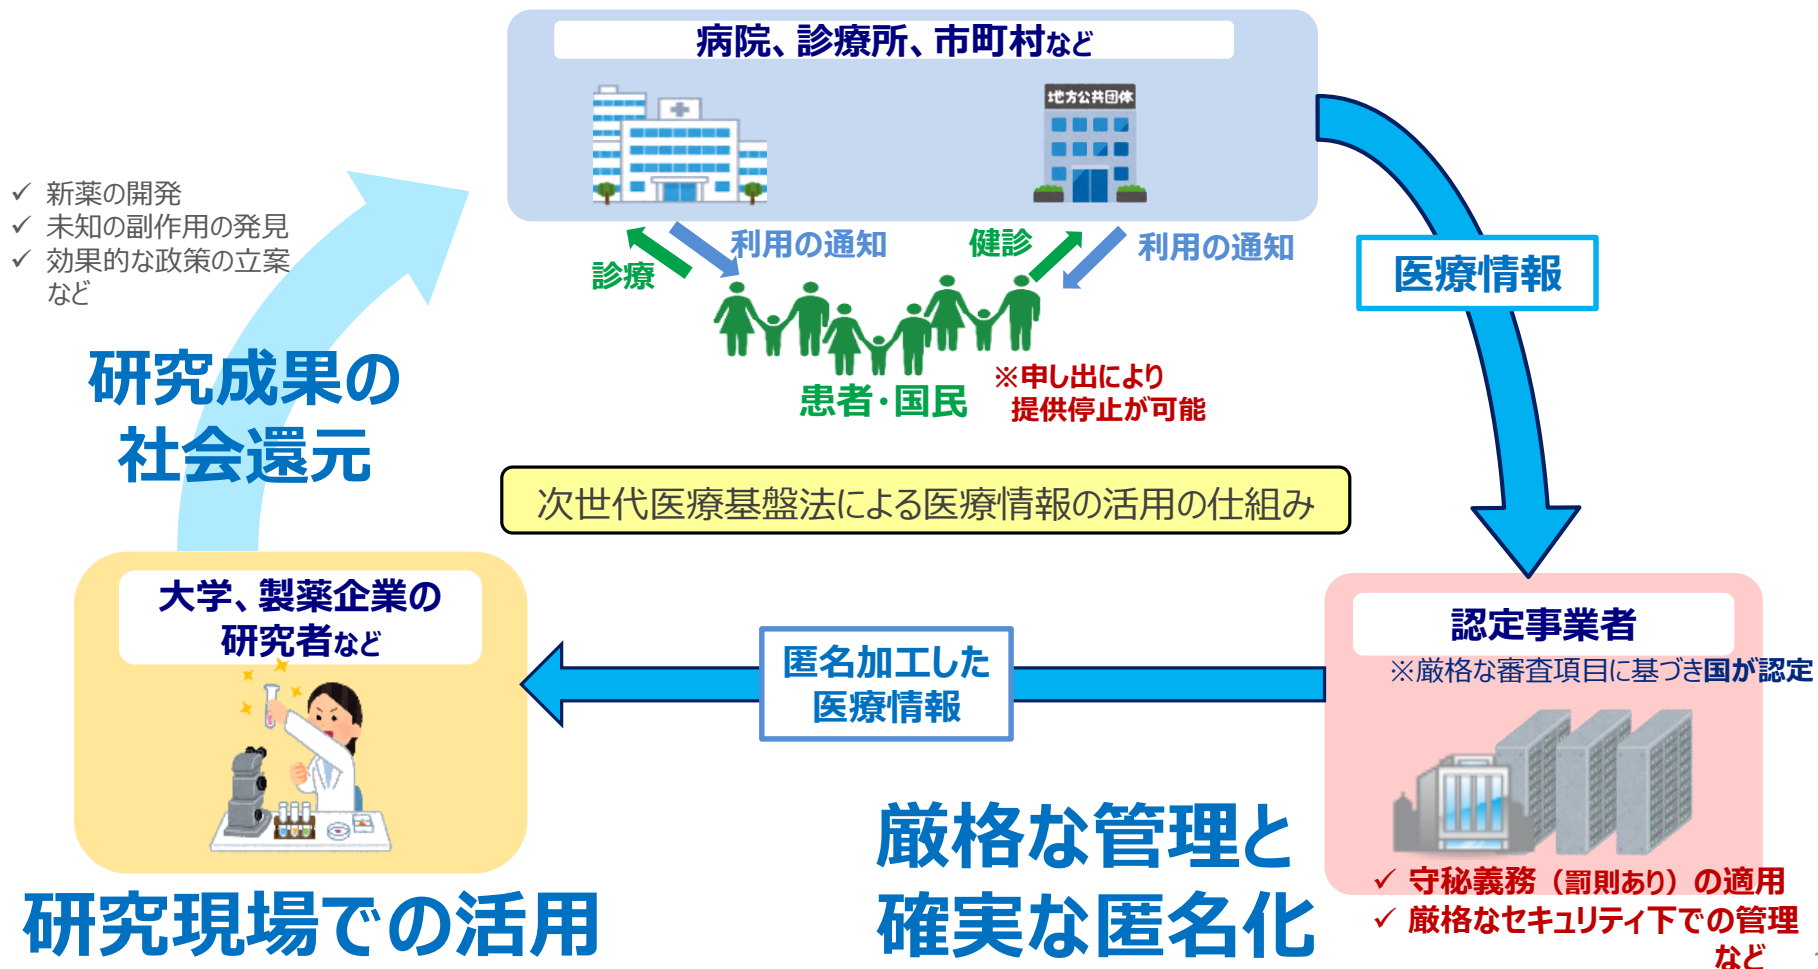 病院、診療所、市町村など
地方公共団体
✓ 新薬の開発
✓ 未知の副作用の発見
✓ 効果的な政策の立案
など
診療
利用の通知
健診
利用の通知
医療情報
患者・国民
※申し出により
提供停止が可能
研究成果の
社会還元
次世代医療基盤法による医療情報の活用の仕組み
大学、製薬企業の
研究者など
匿名加工した
医療情報
認定事業者
※厳格な審査項目に基づき国が認定
厳格な管理と
確実な匿名化
✓ 守秘義務（罰則あり）の適用
✓ 厳格なセキュリティ下での管理
など
研究現場での活用